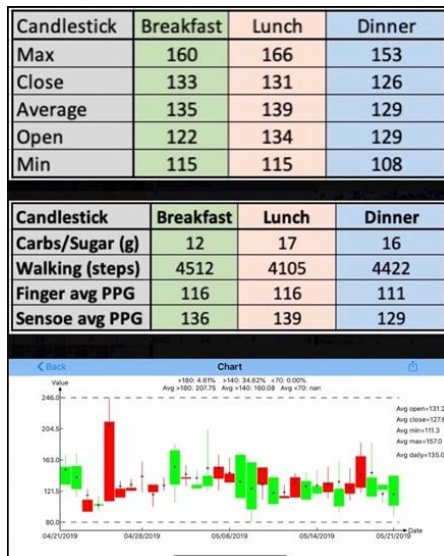 Candlestick Breakfast Lunch Dinner
Max 160 166 153
Close 133 131 126
Average 135 139 129
Open 122 134 129
Min 115 115 108
Candlestick Breakfast Lunch Dinner
Carbs/Sugar (g) 12 17 16
Walking (steps) 4512 4105 4422
Finger avg PPG 116 116 111
Sensoe avg PPG 136 139 129
Back Chart
Value >180: 4.81% >140: 34.62% <70: 0.00%
Avg >180: 207.75 Avg >140: 160.08 Avg <70: nan
246.0
Avg open=131.2
Avg close=127.6
204.5
Avg min=111.3
Avg max=157.0
Avg daily=135.0
163.0
121.5
80.0
Date
04/21/2019 04/28/2019 05/06/2019 05/14/2019 05/21/2019